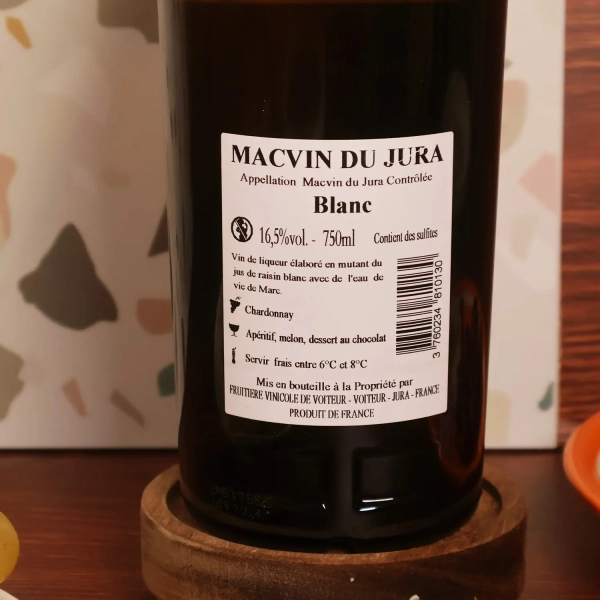 MACVIN DU JURA
Appellation Macvin du Jura Contrôlée
Blanc
16,5%vol. - 750ml Contient des sulfites
Vin de liqueur élaboré en mutant du
jus de raisin blanc avec de l'eau de
vie de Marc.
Chardonnay
Apéritif, melon, dessert au chocolat
Servir frais entre 6°C et 8°C
3 760234 810130
Mis en bouteille à la Propriété par
FRUITIERE VINICOLE DE VOITEUR - VOITEUR - JURA - FRANCE
PRODUIT DE FRANCE